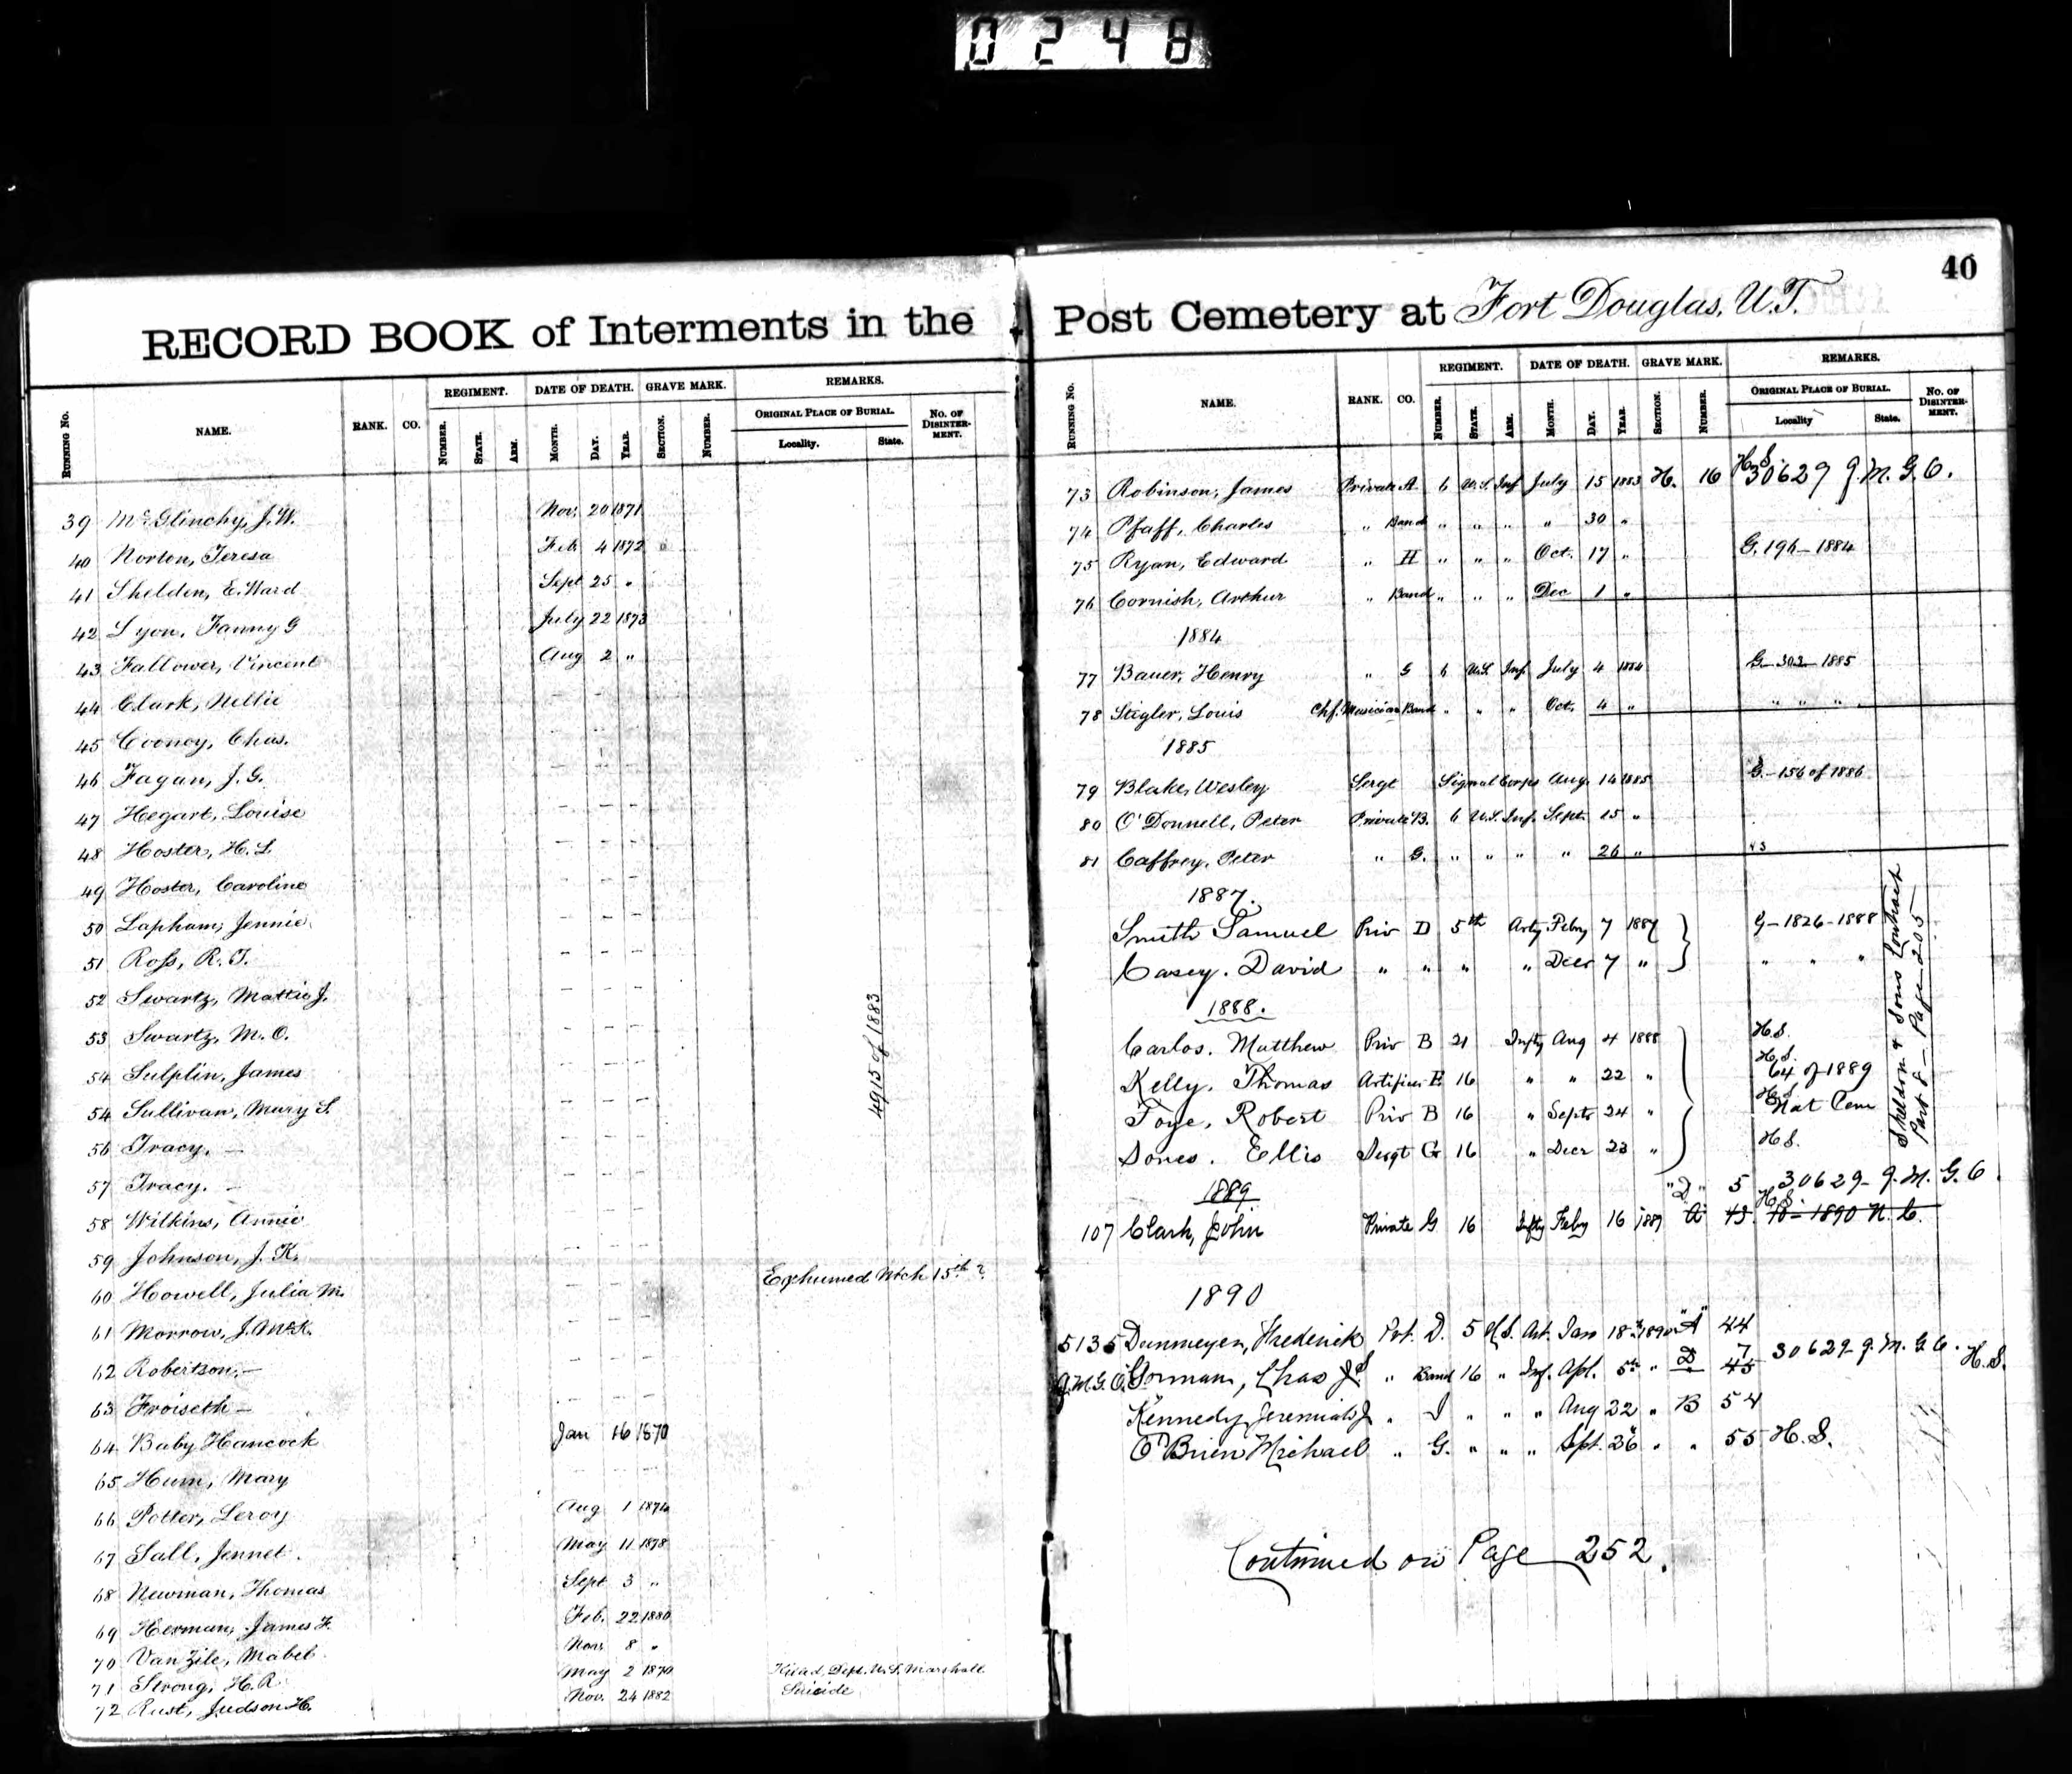 0248
40
RECORD BOOK of Interments in the
RUNNING No. NAME. RANK. CO. REGIMENT. NUMBER. STATE. ARM. DATE OF DEATH. MONTH. DAY. YEAR. GRAVE MARK. SECTION. NUMBER. REMARKS. ORIGINAL PLACE OF BURIAL. Locality. State. No. OF DISINTER-MENT.
39 McGlinchy, J. W. Nov. 20 1871
40 Norton, Teresa Feb. 4 1872
41 Shelden, E. Ward Sept 25 "
42 Lyon, Fanny G July 22 1873
43 Fallower, Vincent Aug 2 "
44 Clark, Nellie — — —
45 Cooney, Chas. — — —
46 Fagan, J. G. — — —
47 Hegart, Louise — — —
48 Hoster, H. L. — — —
49 Hoster, Caroline — — —
50 Lapham, Jennie — — —
51 Ross, R. T. — — —
52 Swartz, Mattie J. — — —
53 Swartz, M. O. — — —
54 Sulplin, James — — —
54 Sullivan, Mary S. — — —
56 Tracy. — — — —
57 Tracy. — — — —
58 Wilkins, Annie — — —
4915 of 1883
59 Johnson, J. K. — — —
60 Howell, Julia M. — — — Exhumed Mch 15th
61 Morrow, J. McK. — — —
62 Robertson, — — — —
63 Froiseth — — — —
64 Baby Hancock Jan 16 1870
65 Hum, Mary — — —
66 Potter, Leroy Aug 1
67 Sall, Jennet. May 11 1878
68 Newman, Thomas Sept 3 "
69 Herman, James F. Feb. 22 1880
70 VanZile, Mabel 8 "
71 Strong, H. R. May 2 1870 Killed, Dept. U. S. Marshall
72 Rust, Judson H. Nov. 24 1882 Suicide
Post Cemetery at Fort Douglas, U.T.
RUNNING No. NAME. RANK. CO. REGIMENT. NUMBER. STATE. ARM. DATE OF DEATH. MONTH. DAY. YEAR. GRAVE MARK. SECTION. NUMBER. REMARKS. ORIGINAL PLACE OF BURIAL. Locality State. No. OF DISINTER-MENT.
73 Robinson, James Private A 6 U.S. Inf July 15 1883 H. 16 H.S. 30629 Q.M.G.O.
74 Pfaff, Charles " Band " " " " 30 "
75 Ryan, Edward " H " " " Oct. 17 " G. 196–1884
76 Cornish, Arthur " Band " " " Dec 1 "
1884
77 Bauer, Henry " G 6 U.S. Inf. July 4 1884 G–302–1885
78 Stegler, Louis Chf. Musician Band " " " Oct. 4 " " " "
1885
79 Blake, Wesley Sergt Signal Corps Aug. 14 1885 G.–156 of 1886
80 O'Donnell, Peter Private B. 6 U.S. Inf. Sept. 15 "
81 Caffrey, Peter " G. " " " " 26 "
1887.
Smith Samuel Priv D 5th Arty Feby 7 1887 G–1826–1888
Casey. David " " " " Decr 7 " " " "
1888.
Carlos. Matthew Priv B 21 Infty Aug 4 1888 H.S.
Kelly. Thomas Artificer E 16 " " 22 " H.S. 64 of 1889
Foye, Robert Priv B 16 " Septr 24 " H.S. Nat Cem
Jones. Ellis Sergt G 16 " Decr 23 " H.S.
Sheldon & Sons Contract
Part 8 – Page 205
1889 "D" 5 30629–Q.M.G.O.
107 Clark, John Private G 16 Infty Feby 16 1889 A 43. H.S. 18–1890 N.C.
1890
5135 Dunmeyer, Frederick Pvt. D. 5 U.S. Art. Jan 18th 1890 "A" 44
Q.M.G.O. Gorman, Chas S " Band 16 " Inf. Apl. 5th " D 7 45 30629–Q.M.G.O. H.S.
Kennedy, Jeremiah J. " I " " " Aug 22 " B 54
O'Brien Michael " G. " " " Sept. 26 " " 55 H.S.
Continued on Page 252.